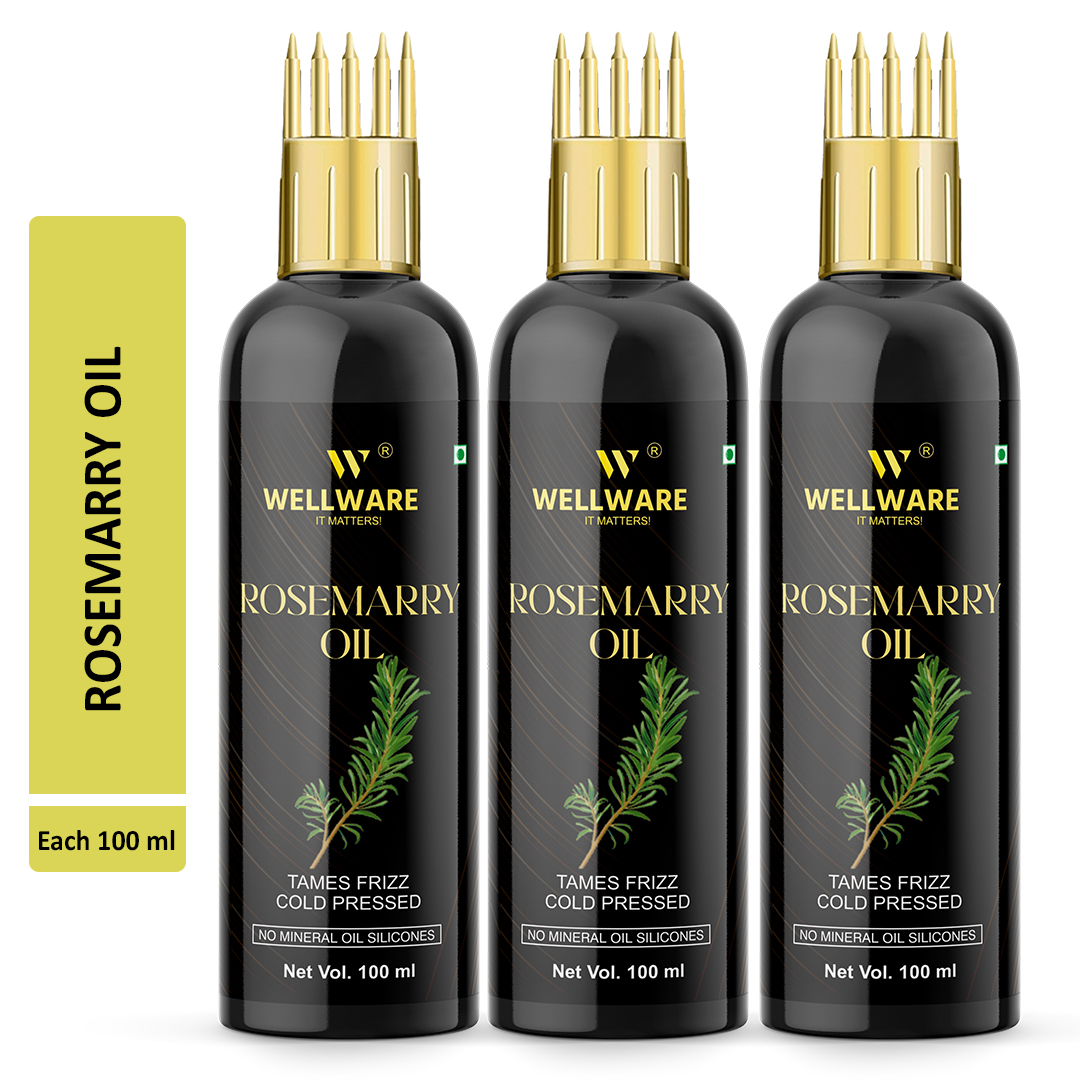 ROSEMARRY OIL
Each 100 ml
W ®
WELLWARE
IT MATTERS!
ROSEMARRY
OIL
TAMES FRIZZ
COLD PRESSED
NO MINERAL OIL SILICONES
Net Vol. 100 ml
W ®
WELLWARE
IT MATTERS!
ROSEMARRY
OIL
TAMES FRIZZ
COLD PRESSED
NO MINERAL OIL SILICONES
Net Vol. 100 ml
W ®
WELLWARE
IT MATTERS!
ROSEMARRY
OIL
TAMES FRIZZ
COLD PRESSED
NO MINERAL OIL SILICONES
Net Vol. 100 ml